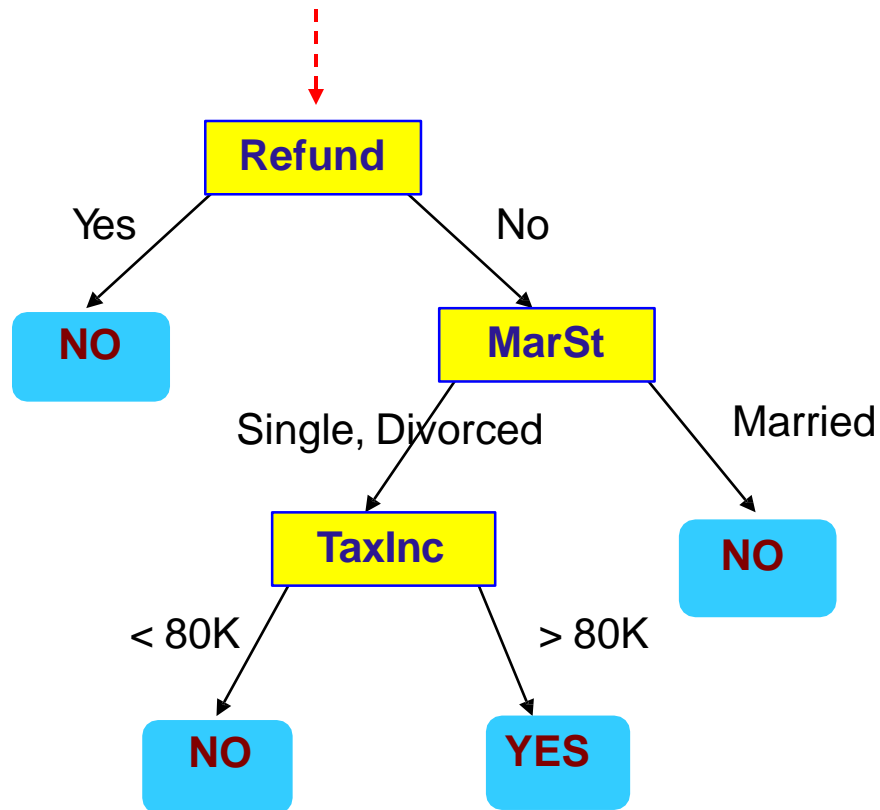 Refund
Yes
No
NO
MarSt
Single, Divorced
Married
TaxInc
NO
< 80K
> 80K
NO
YES